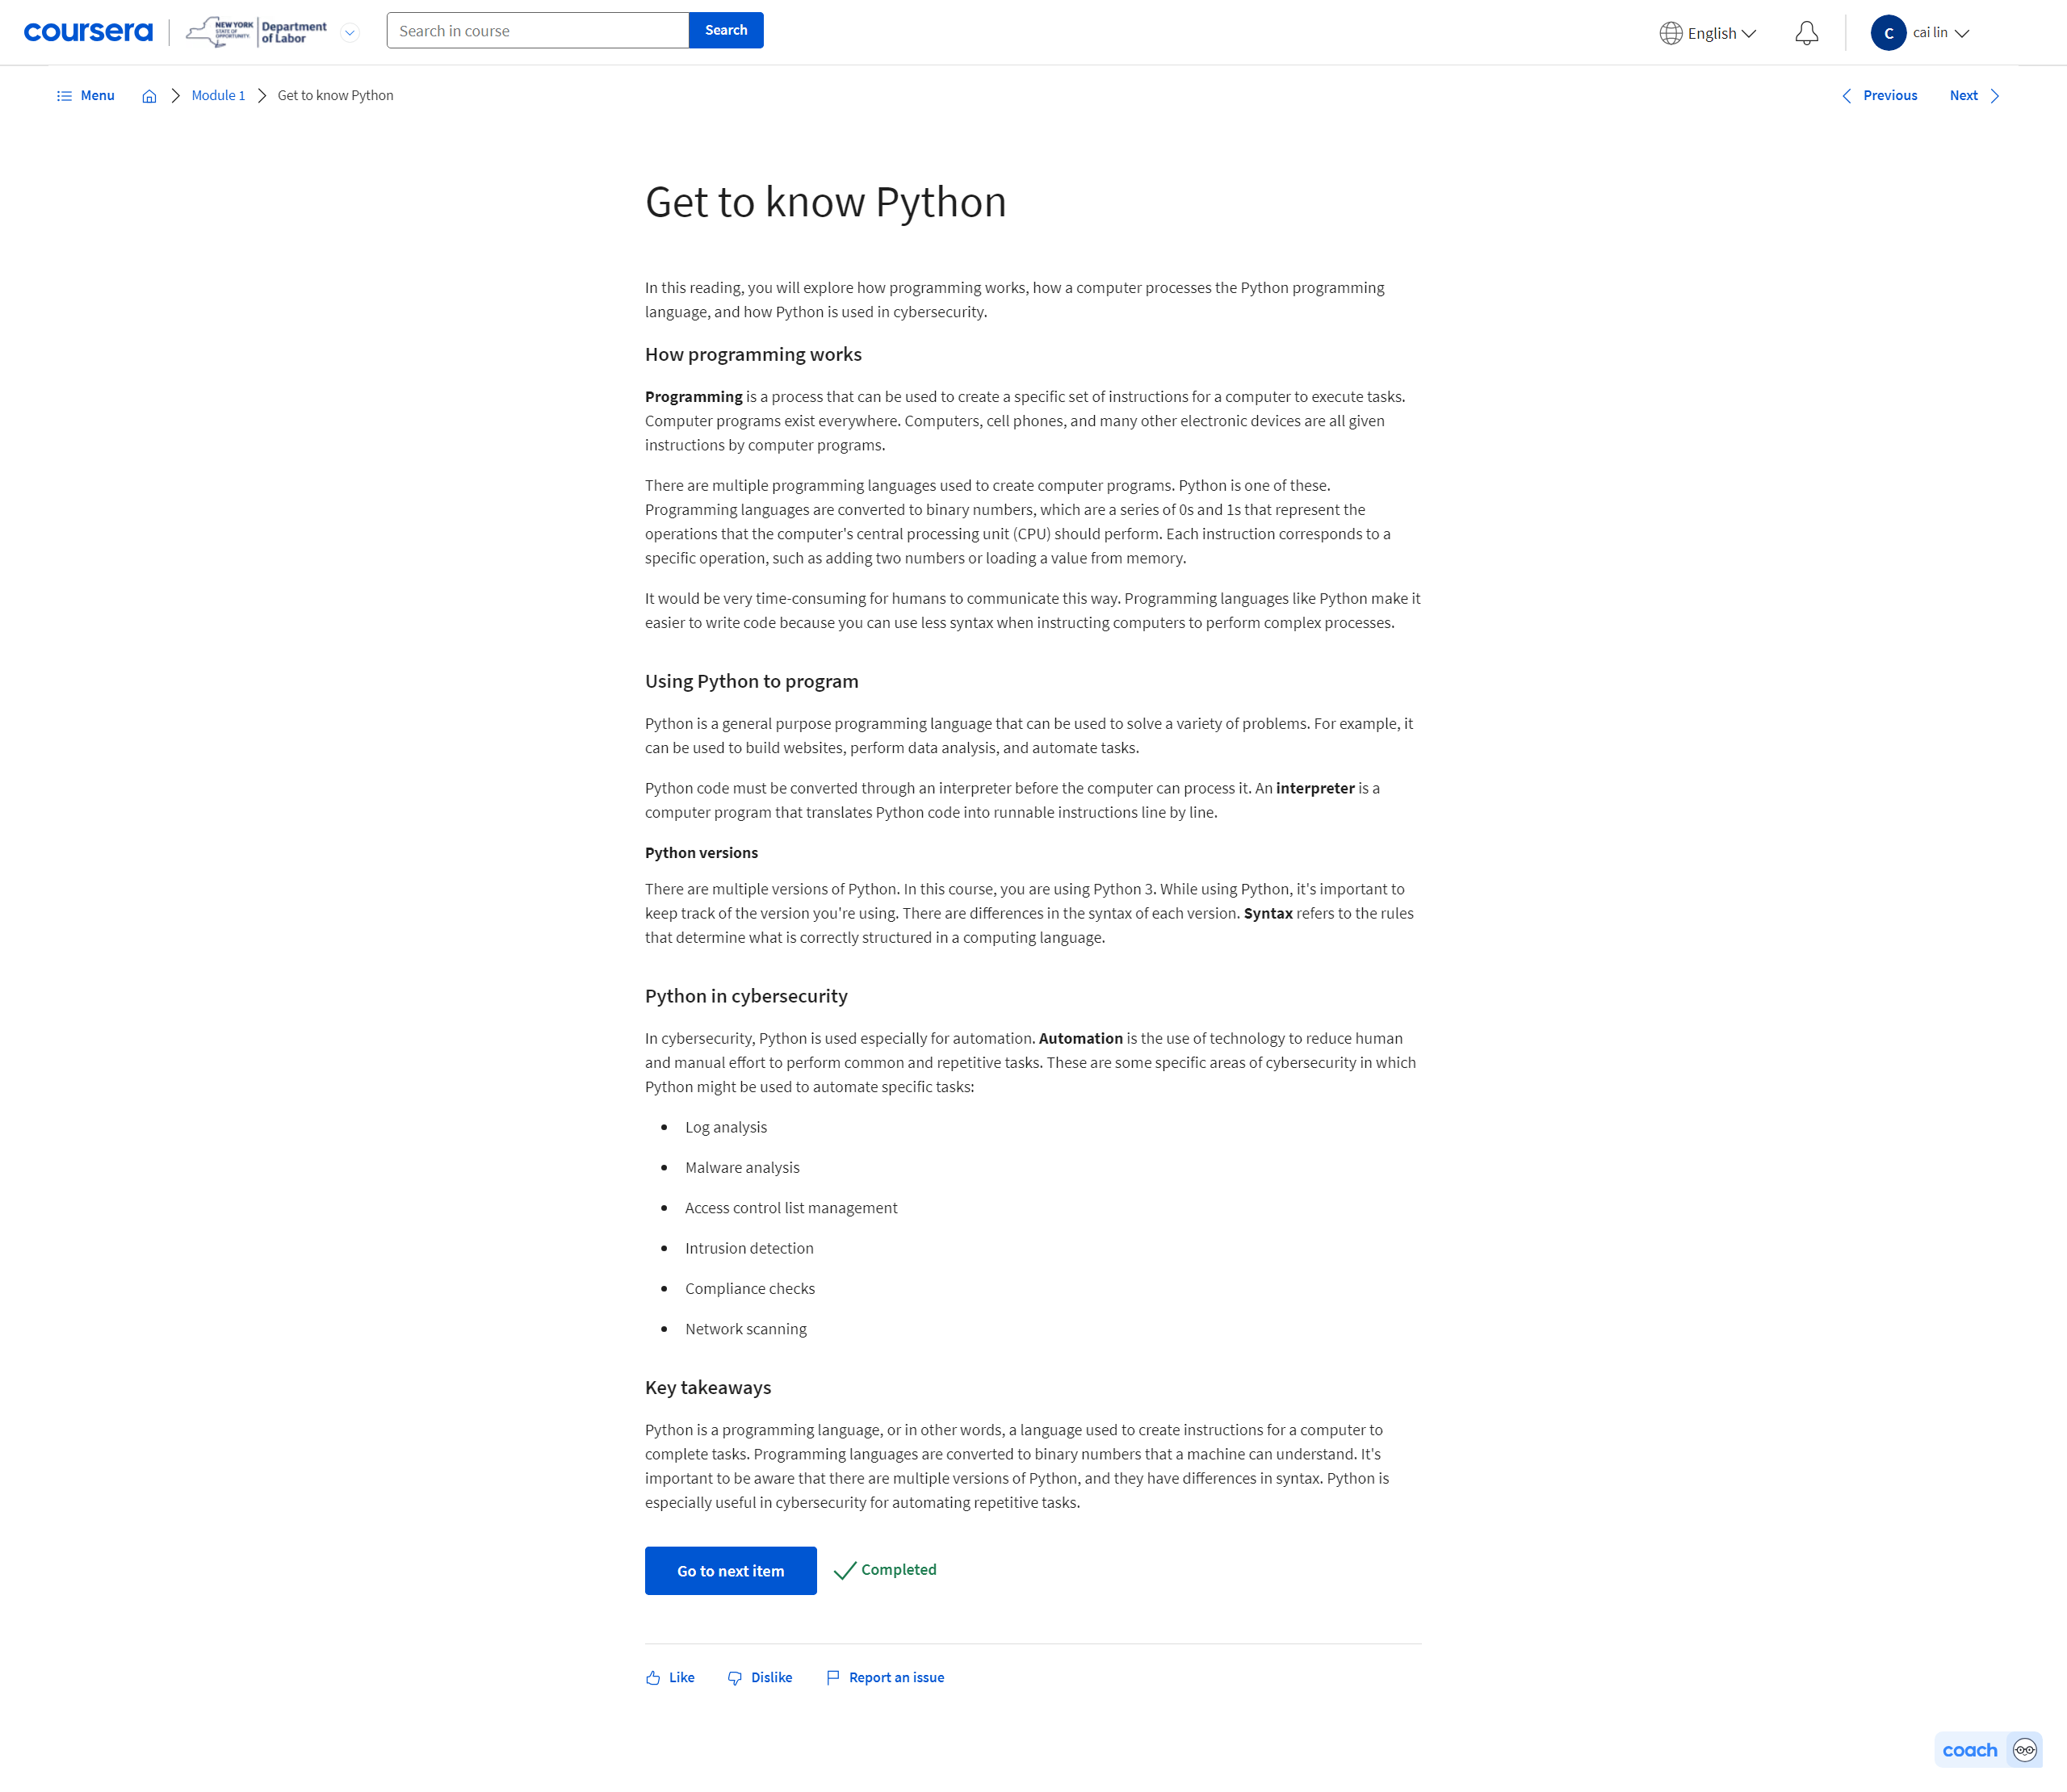 coursera
NEW YORK
STATE OF
OPPORTUNITY.
Department
of Labor
Search in course
Search
English
C
cai lin
Menu
Module 1
Get to know Python
Previous
Next
Get to know Python
In this reading, you will explore how programming works, how a computer processes the Python programming
language, and how Python is used in cybersecurity.
How programming works
Programming is a process that can be used to create a specific set of instructions for a computer to execute tasks.
Computer programs exist everywhere. Computers, cell phones, and many other electronic devices are all given
instructions by computer programs.
There are multiple programming languages used to create computer programs. Python is one of these.
Programming languages are converted to binary numbers, which are a series of 0s and 1s that represent the
operations that the computer's central processing unit (CPU) should perform. Each instruction corresponds to a
specific operation, such as adding two numbers or loading a value from memory.
It would be very time-consuming for humans to communicate this way. Programming languages like Python make it
easier to write code because you can use less syntax when instructing computers to perform complex processes.
Using Python to program
Python is a general purpose programming language that can be used to solve a variety of problems. For example, it
can be used to build websites, perform data analysis, and automate tasks.
Python code must be converted through an interpreter before the computer can process it. An interpreter is a
computer program that translates Python code into runnable instructions line by line.
Python versions
There are multiple versions of Python. In this course, you are using Python 3. While using Python, it's important to
keep track of the version you're using. There are differences in the syntax of each version. Syntax refers to the rules
that determine what is correctly structured in a computing language.
Python in cybersecurity
In cybersecurity, Python is used especially for automation. Automation is the use of technology to reduce human
and manual effort to perform common and repetitive tasks. These are some specific areas of cybersecurity in which
Python might be used to automate specific tasks:
• Log analysis
• Malware analysis
• Access control list management
• Intrusion detection
• Compliance checks
• Network scanning
Key takeaways
Python is a programming language, or in other words, a language used to create instructions for a computer to
complete tasks. Programming languages are converted to binary numbers that a machine can understand. It's
important to be aware that there are multiple versions of Python, and they have differences in syntax. Python is
especially useful in cybersecurity for automating repetitive tasks.
Go to next item
Completed
Like
Dislike
Report an issue
coach